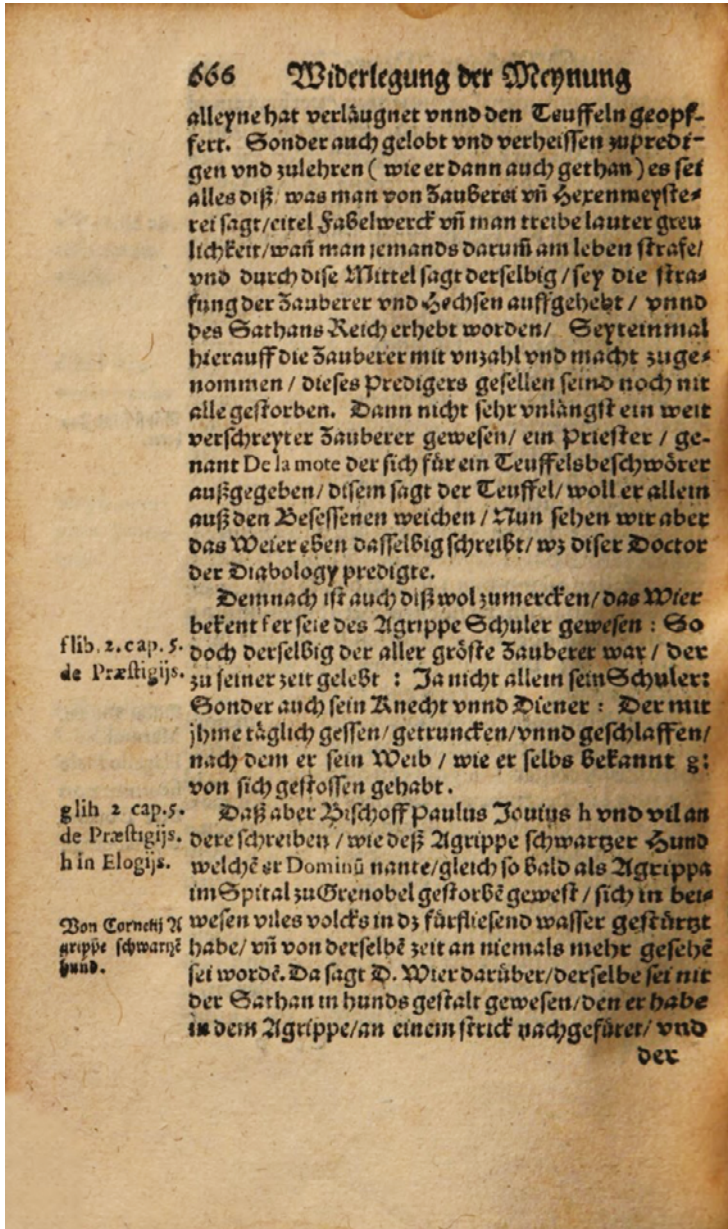 666 Widerlegung der Meynung
alleyne hat verläugnet vnnd den Teuffeln geopf-
fert. Sonder auch gelobt vnd verheissen zupredi-
gen vnd zulehren ( wie er dann auch gethan) es sei
alles diß/ was man von Zauberei vñ Hexenmeyste-
rei sagt/eitel Fabelwerck vñ man treibe lauter greu
lichkeit/wañ man jemands darum̃ am leben strafe/
vnd durch dise Mittel sagt derselbig/sey die stra-
fung der Zauberer vnd Hechsen auffgehebt/ vnnd
des Sathans Reich erhebt worden/ Seyteinmal
hierauff die Zauberer mit vnzahl vnd macht zuge-
nommen/ dieses Predigers gesellen seind noch nit
alle gestorben. Dann nicht sehr vnlängst ein weit
verschreyter Zauberer gewesen/ ein Priester / ge-
nant De la mote der sich für ein Teuffelsbeschwörer
außgegeben/ disem sagt der Teuffel/ woll er allein
auß den Besessenen weichen/ Nun sehen wir aber
das Weier eben dasselbig schreibt/ wz diser Doctor
der Diabology predigte.
Demnach ist auch diß wol zumercken/ das Wier
bekent f er seie des Agrippe Schuler gewesen: So
doch derselbig der aller gröste Zauberer war/ der
zu seiner zeit gelebt : Ja nicht allein sein Schuler:
Sonder auch sein Knecht vnnd Diener: Der mit
jhme täglich gessen/getruncken/vnnd geschlaffen/
nach dem er sein Weib / wie er selbs bekannt g:
von sich gestossen gehabt.
flib. 2. cap. 5.
de Præstigijs.
Daß aber Bischoff Paulus Jouius h vnd vil an
dere schreiben/ wie deß Agrippe schwartzer Hund
welchẽ er Dominũ nante/gleich so bald als Agrippa
im Spital zu Grenobel gestorbẽ gewest/ sich in bei-
wesen viles volcks in dz fürfliesend wasser gestürtzt
habe/ vñ von derselbẽ zeit an niemals mehr gesehẽ
sei wordẽ. Da sagt D. Wier darüber/derselbe sei nit
der Sathan in hunds gestalt gewesen/den er habe
in dem Agrippe/an einem strick nachgefüret/ vnd
der
glib 2 cap. 5.
de Præstigijs.
h in Elogijs.
Von Cornelij A
grippe schwartzẽ
hund.